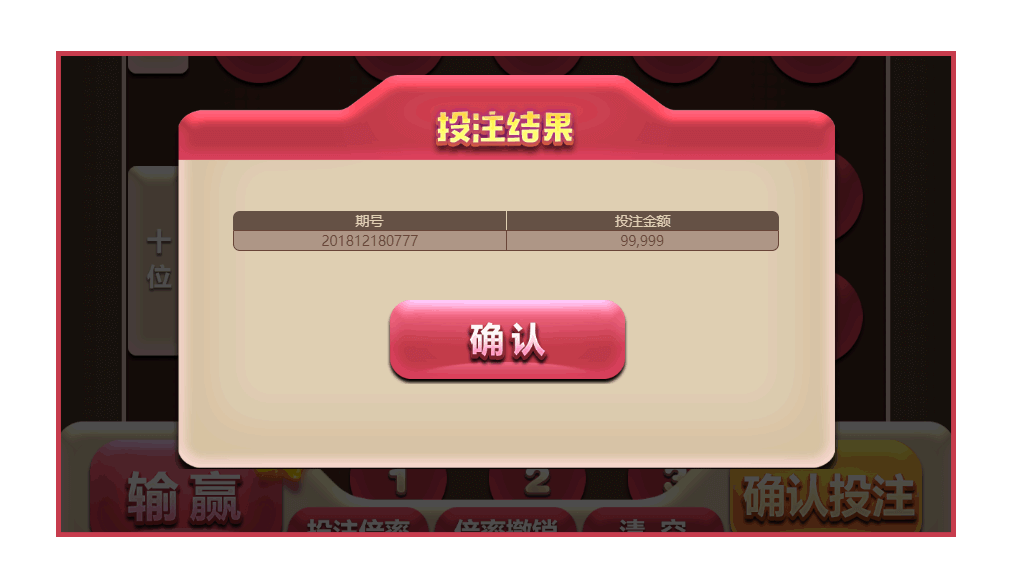 投注结果
期号 投注金额
201812180777 99,999
十
位
确认
1 2 3
输赢 确认投注
投注倍率 倍率撤销 清空